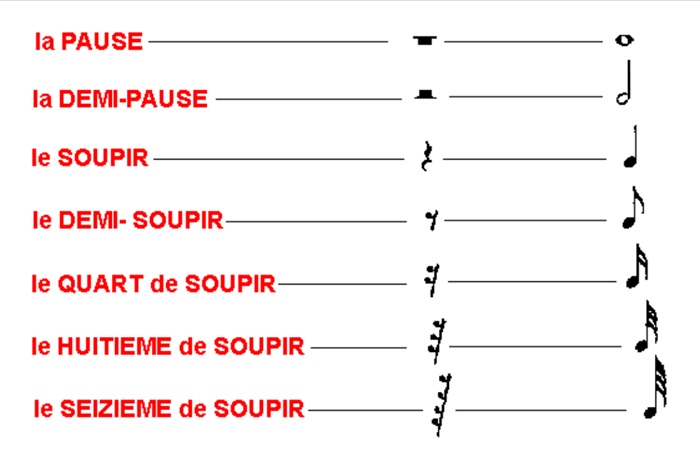 la PAUSE
la DEMI-PAUSE
le SOUPIR
le DEMI- SOUPIR
le QUART de SOUPIR
le HUITIEME de SOUPIR
le SEIZIEME de SOUPIR